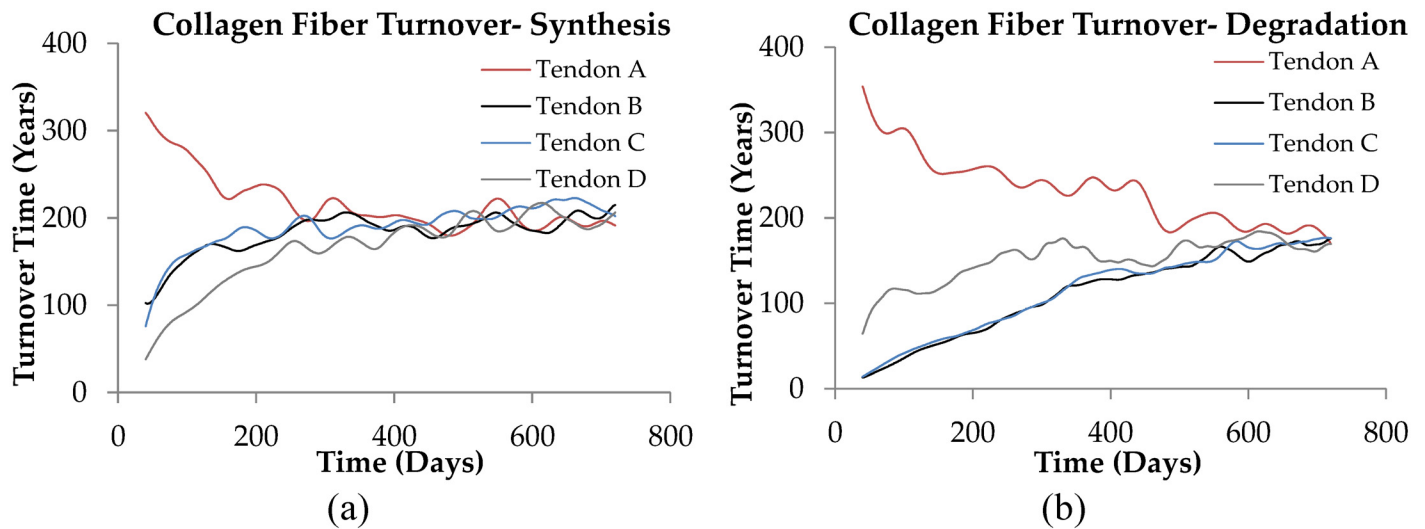 Collagen Fiber Turnover- Synthesis
400
300
200
100
0
Turnover Time (Years)
Tendon A
Tendon B
Tendon C
Tendon D
0 200 400 600 800
Time (Days)
(a)
Collagen Fiber Turnover- Degradation
400
300
200
100
0
Turnover Time (Years)
Tendon A
Tendon B
Tendon C
Tendon D
0 200 400 600 800
Time (Days)
(b)